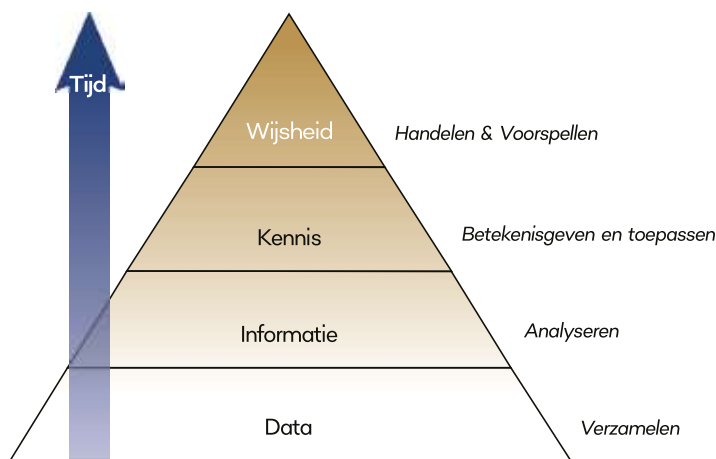 Tijd
Wijsheid
Handelen & Voorspellen
Kennis
Betekenisgeven en toepassen
Informatie
Analyseren
Data
Verzamelen